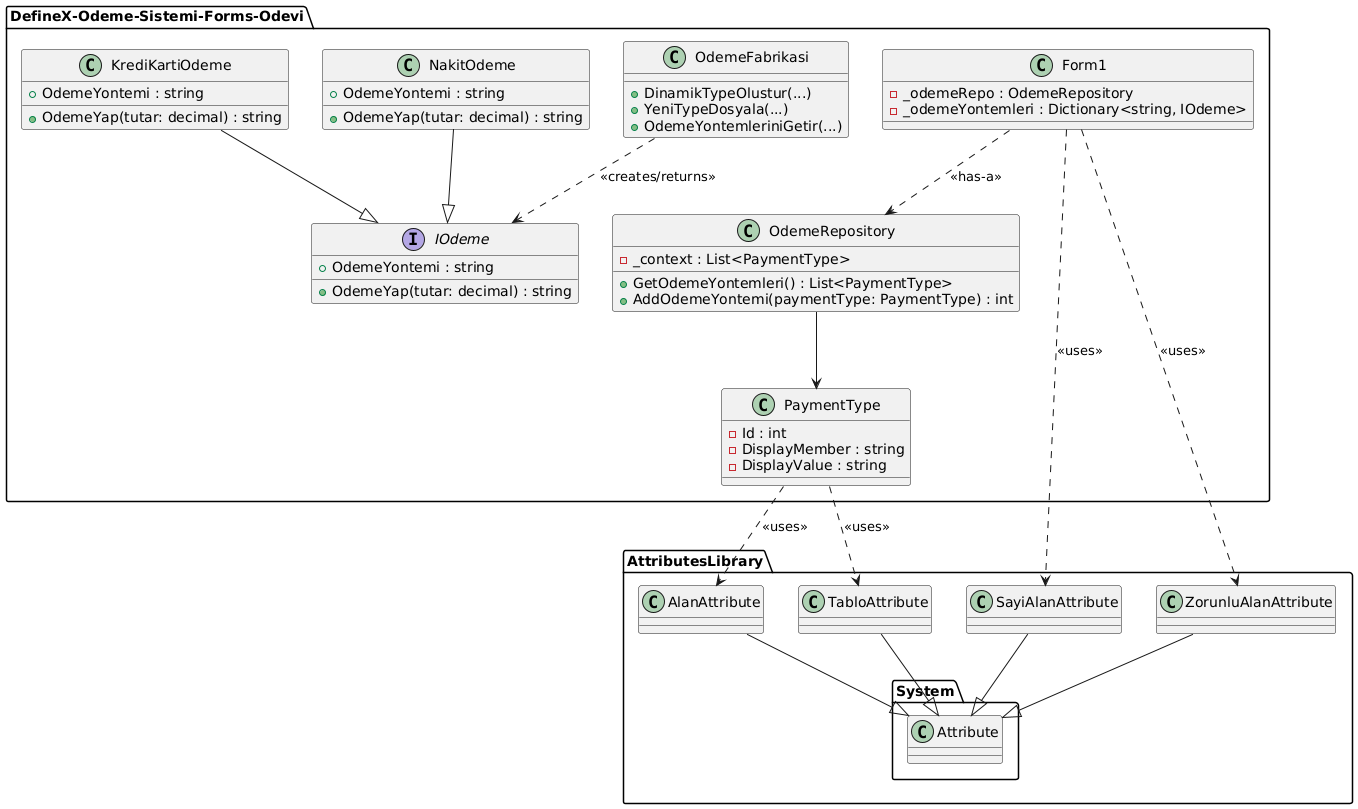 DefineX-Odeme-Sistemi-Forms-Odevi
C KrediKartiOdeme
OdemeYontemi : string
OdemeYap(tutar: decimal) : string
C NakitOdeme
OdemeYontemi : string
OdemeYap(tutar: decimal) : string
C OdemeFabrikasi
DinamikTypeOlustur(...)
YeniTypeDosyala(...)
OdemeYontemleriniGetir(...)
C Form1
_odemeRepo : OdemeRepository
_odemeYontemleri : Dictionary<string, IOdeme>
«creates/returns»
«has-a»
I IOdeme
OdemeYontemi : string
OdemeYap(tutar: decimal) : string
C OdemeRepository
_context : List<PaymentType>
GetOdemeYontemleri() : List<PaymentType>
AddOdemeYontemi(paymentType: PaymentType) : int
«uses»
«uses»
C PaymentType
Id : int
DisplayMember : string
DisplayValue : string
«uses»
«uses»
AttributesLibrary
C AlanAttribute
C TabloAttribute
C SayiAlanAttribute
C ZorunluAlanAttribute
System
C Attribute